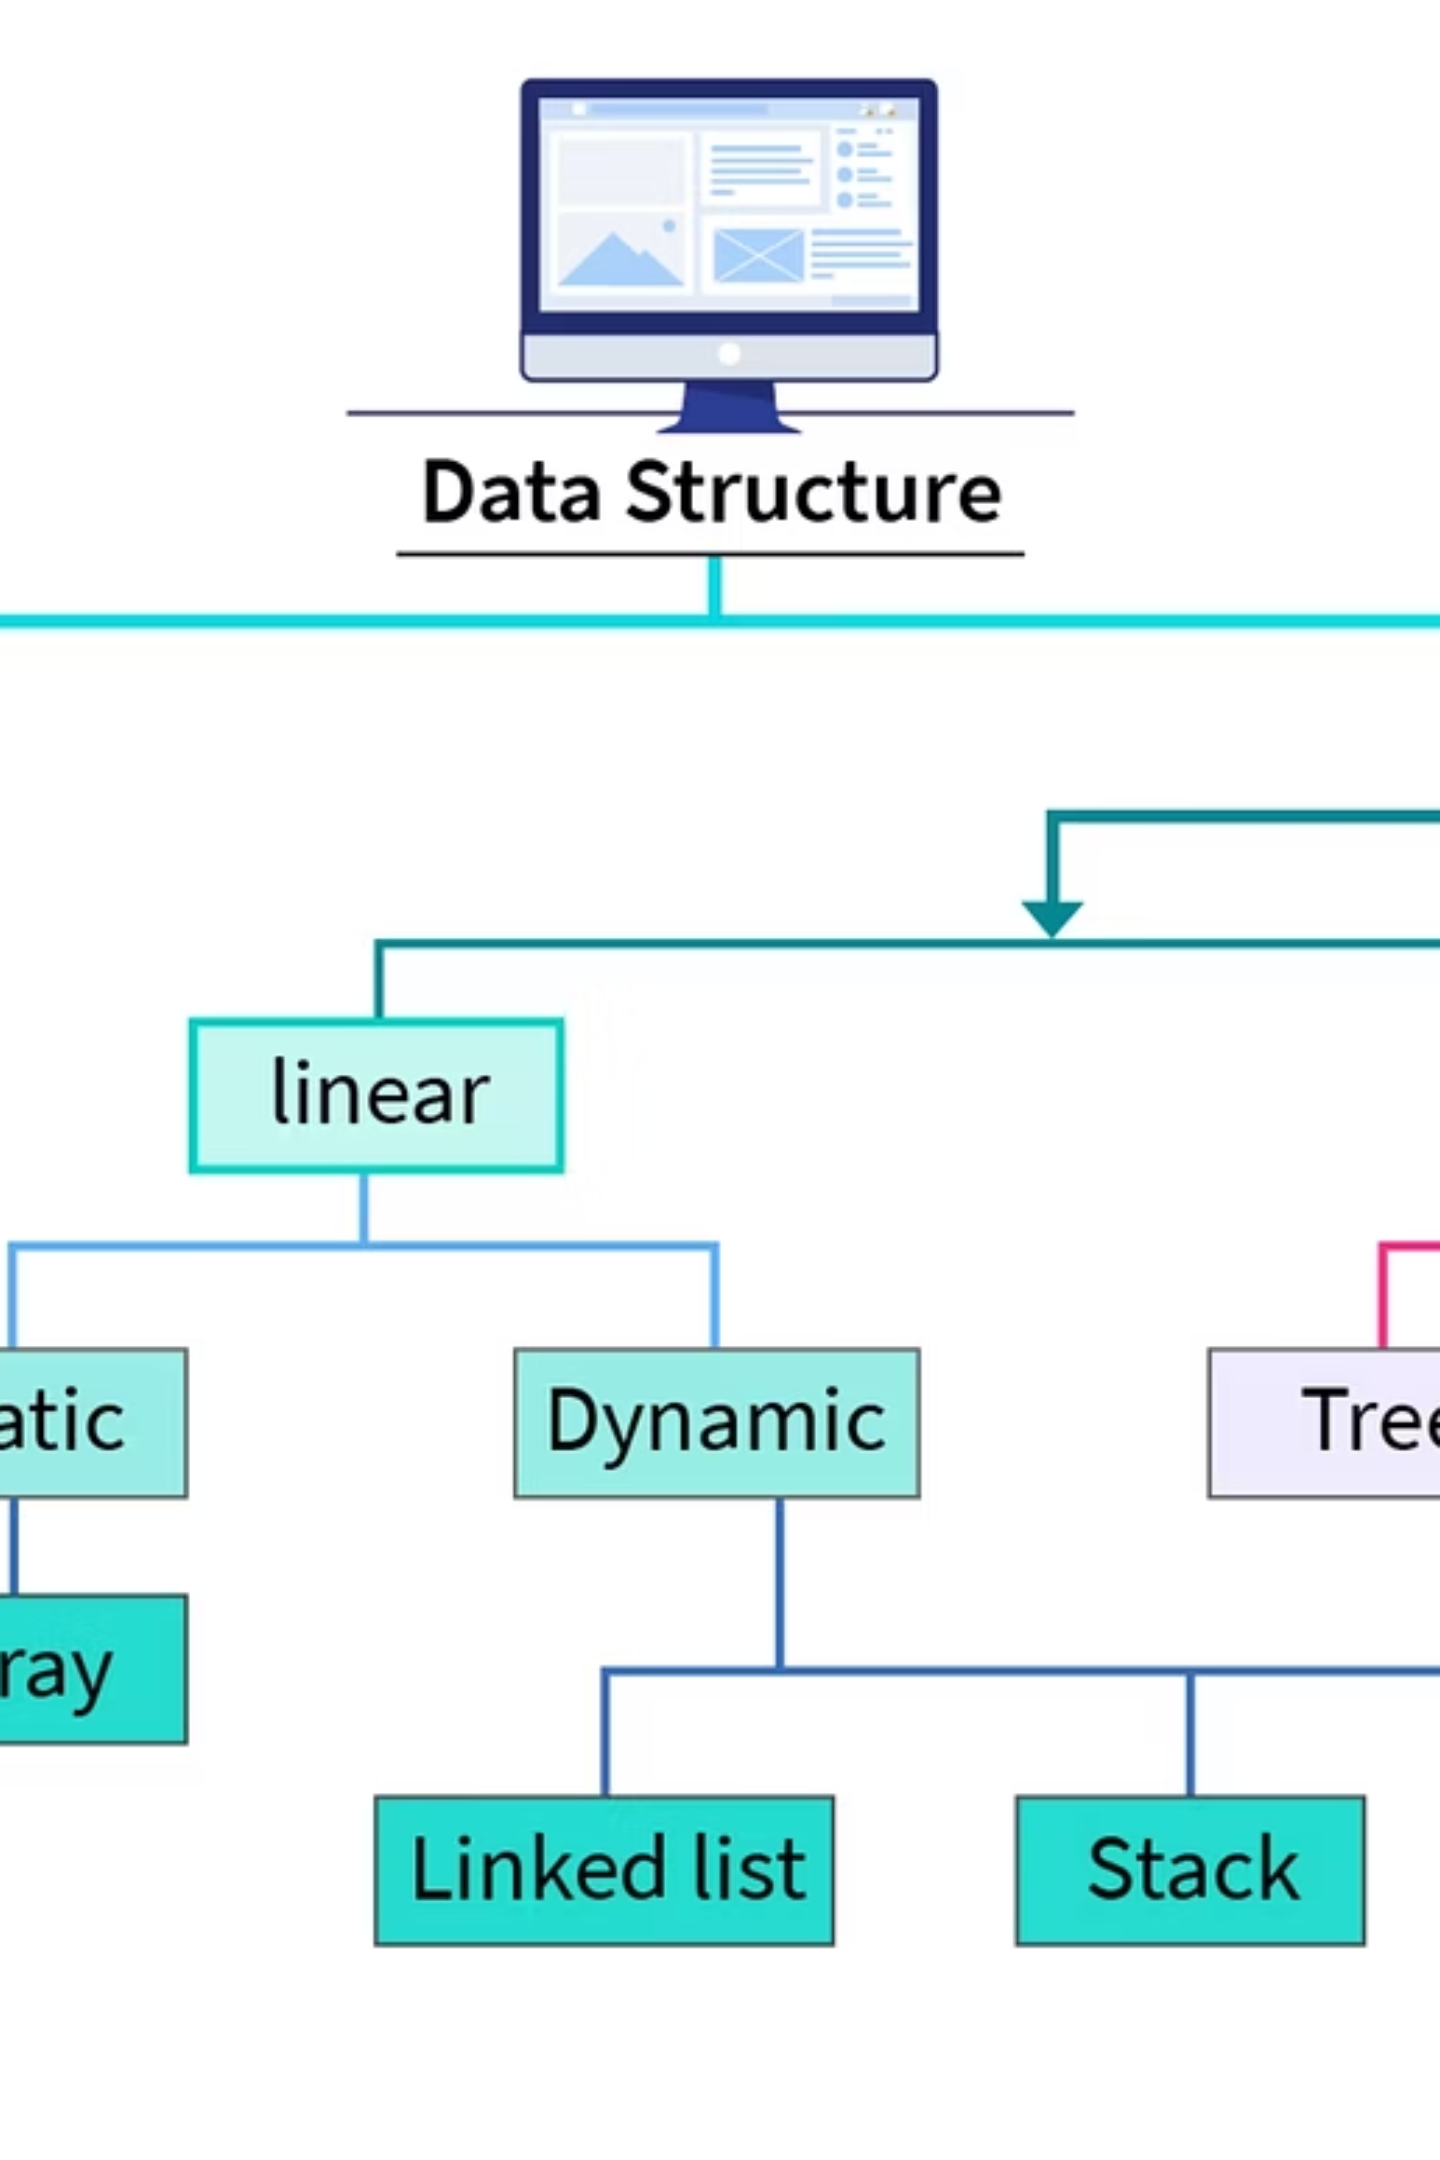 Data Structure
linear
atic
Dynamic
Tree
ray
Linked list
Stack